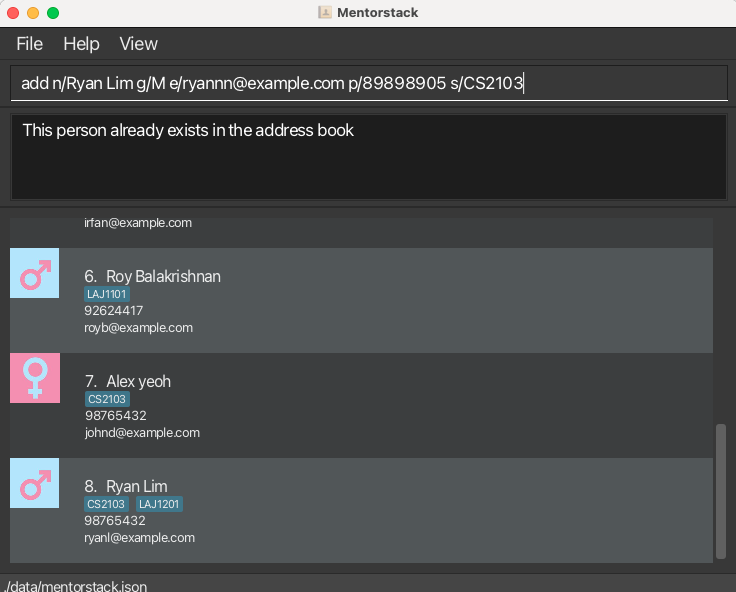 Mentorstack
File Help View
add n/Ryan Lim g/M e/ryannn@example.com p/89898905 s/CS2103
This person already exists in the address book
irfan@example.com
6. Roy Balakrishnan
LAJ1101
92624417
royb@example.com
7. Alex yeoh
CS2103
98765432
johnd@example.com
8. Ryan Lim
CS2103 LAJ1201
98765432
ryanl@example.com
./data/mentorstack.json